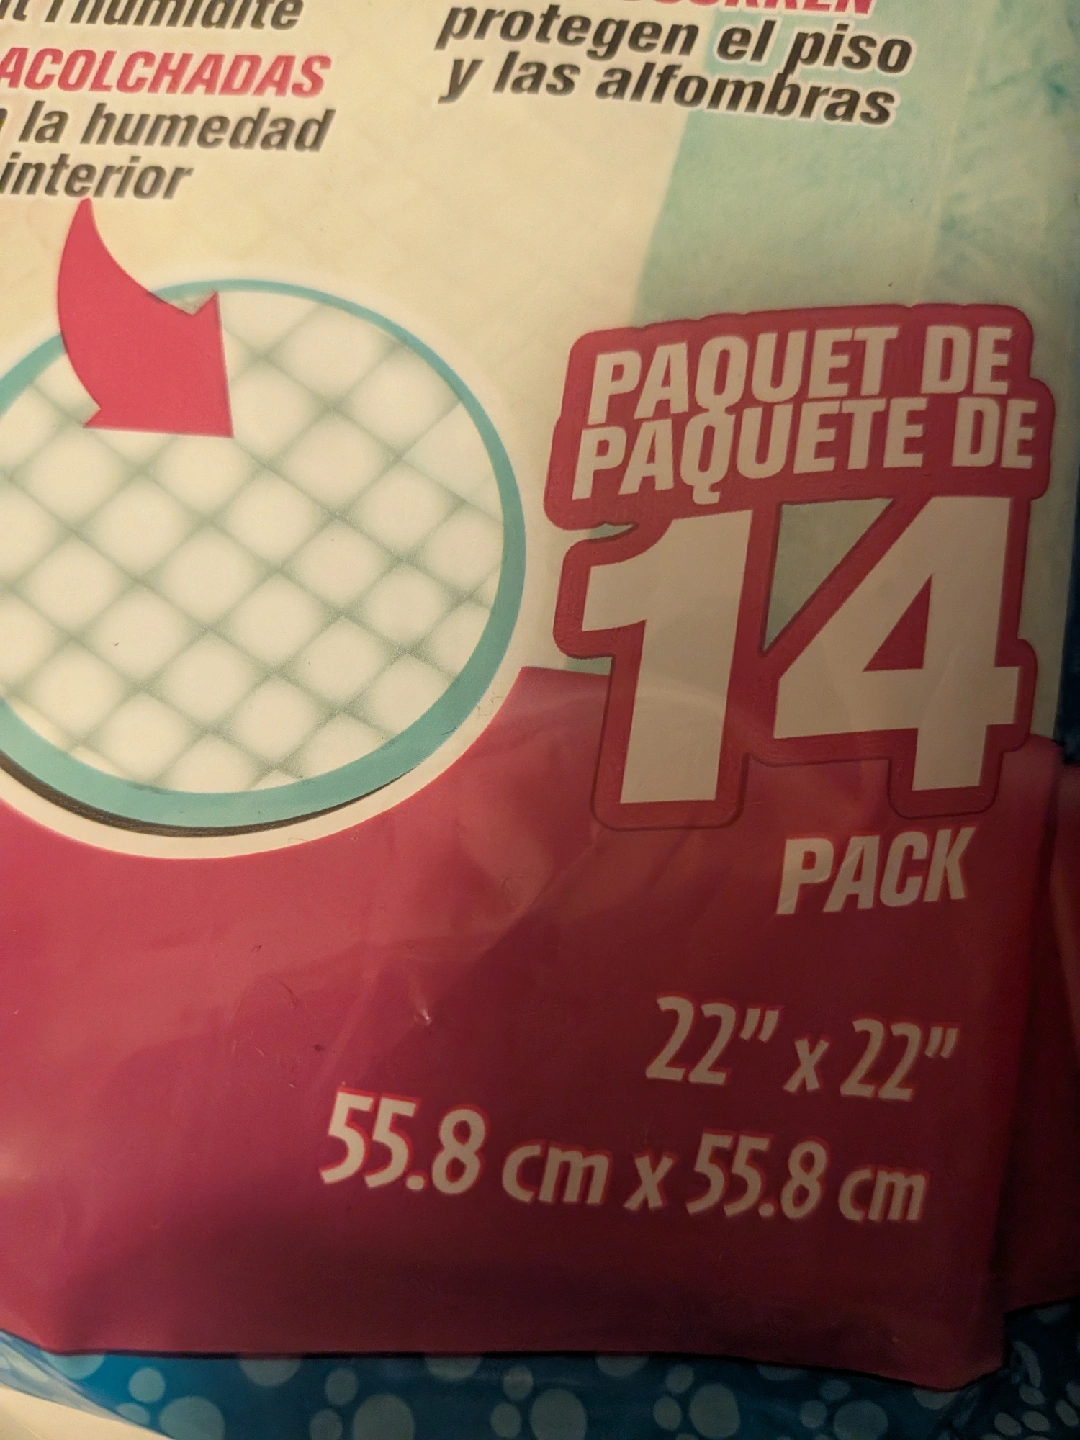 l'humidité
ACOLCHADAS
la humedad
interior
protegen el piso
y las alfombras
PAQUET DE
PAQUETE DE
14
PACK
22" x 22"
55.8 cm x 55.8 cm